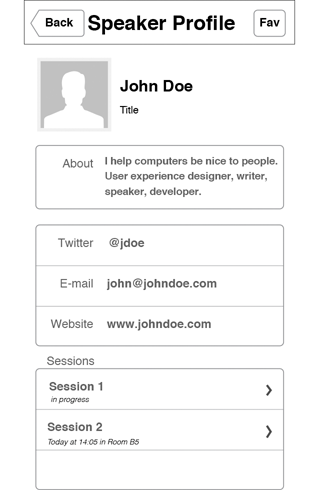 Back Speaker Profile Fav
John Doe
Title
About I help computers be nice to people.
User experience designer, writer,
speaker, developer.
Twitter @jdoe
E-mail john@johndoe.com
Website www.johndoe.com
Sessions
Session 1
in progress
Session 2
Today at 14:05 in Room B5